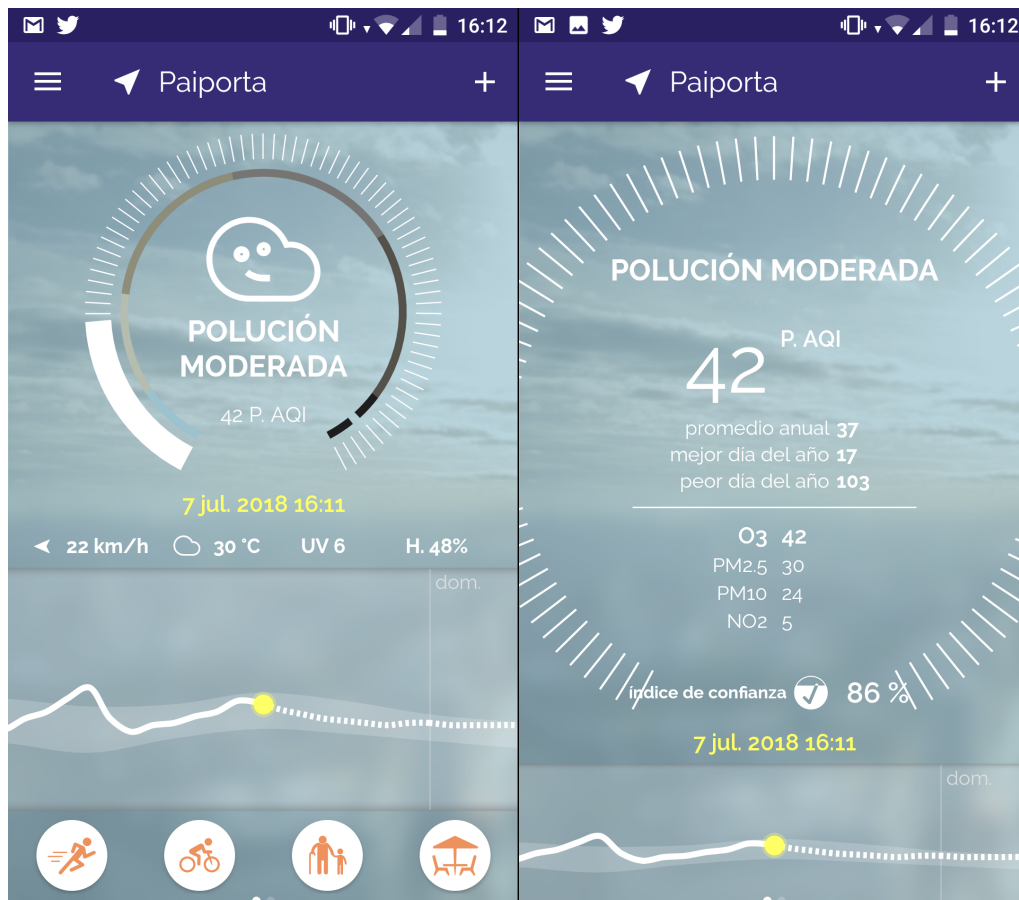 16:12
Paiporta
POLUCIÓN
MODERADA
42 P. AQI
7 jul. 2018 16:11
22 km/h 30 °C UV 6 H. 48%
dom.
16:12
Paiporta
POLUCIÓN MODERADA
42 P. AQI
promedio anual 37
mejor día del año 17
peor día del año 103
O3 42
PM2.5 30
PM10 24
NO2 5
índice de confianza 86 %
7 jul. 2018 16:11
dom.